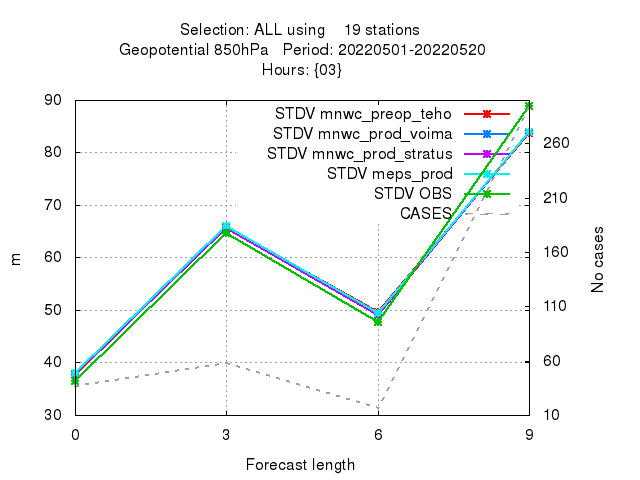 Selection: ALL using 19 stations
Geopotential 850hPa Period: 20220501-20220520
Hours: {03}
90
80
70
60
50
40
30
m
STDV mnwc_preop_teho
STDV mnwc_prod_voima
STDV mnwc_prod_stratus
STDV meps_prod
STDV OBS
CASES
260
210
160
110
60
10
No cases
0 3 6 9
Forecast length